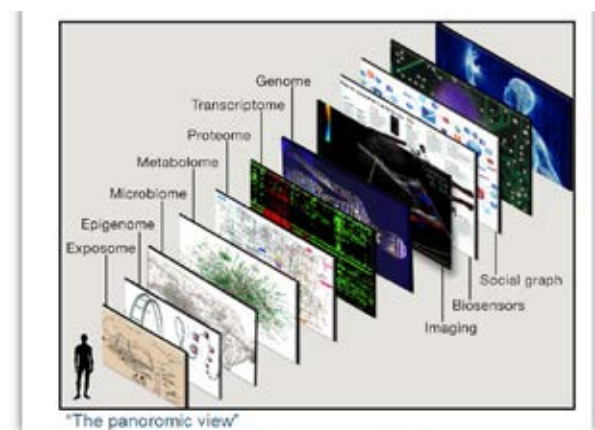 Genome
Transcriptome
Proteome
Metabolome
Microbiome
Epigenome
Exposome
Social graph
Biosensors
Imaging
"The panoromic view"